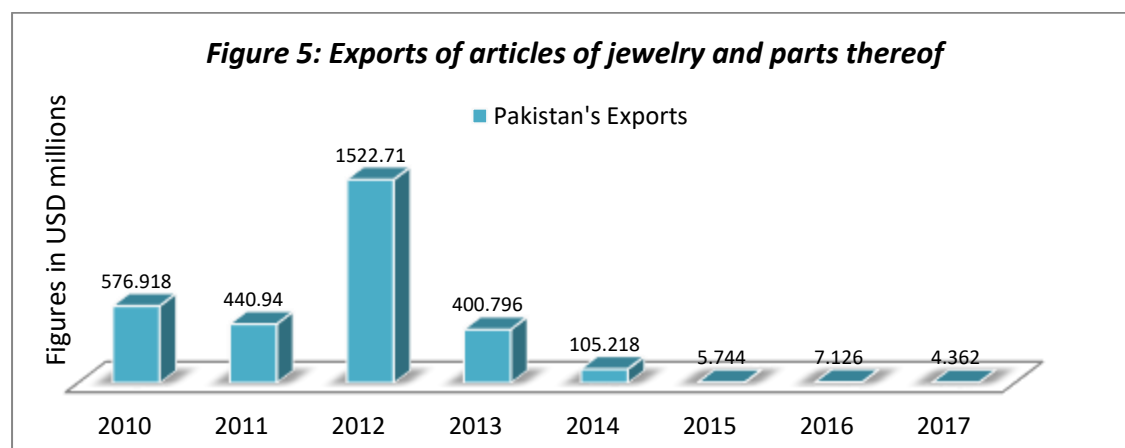 Figure 5: Exports of articles of jewelry and parts thereof
Figures in USD millions
Pakistan's Exports
576.918
440.94
1522.71
400.796
105.218
5.744
7.126
4.362
2010 2011 2012 2013 2014 2015 2016 2017